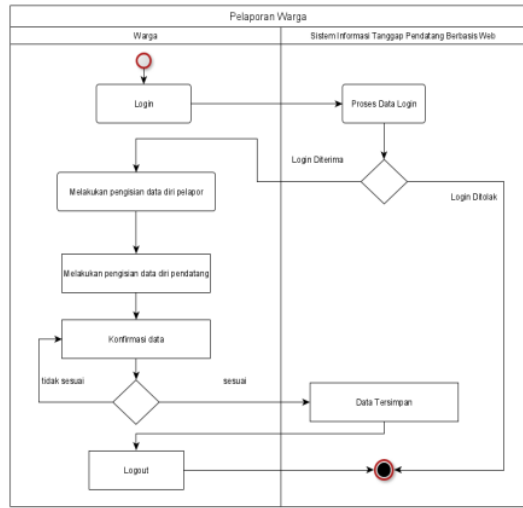 Pelaporan Warga
Warga
Sistem Informasi Tanggap Pendatang Berbasis Web
Login
Proses Data Login
Login Diterima
Login Ditolak
Melakukan pengisian data diri pelapor
Melakukan pengisian data diri pendatang
Konfirmasi data
tidak sesuai
sesuai
Data Tersimpan
Logout